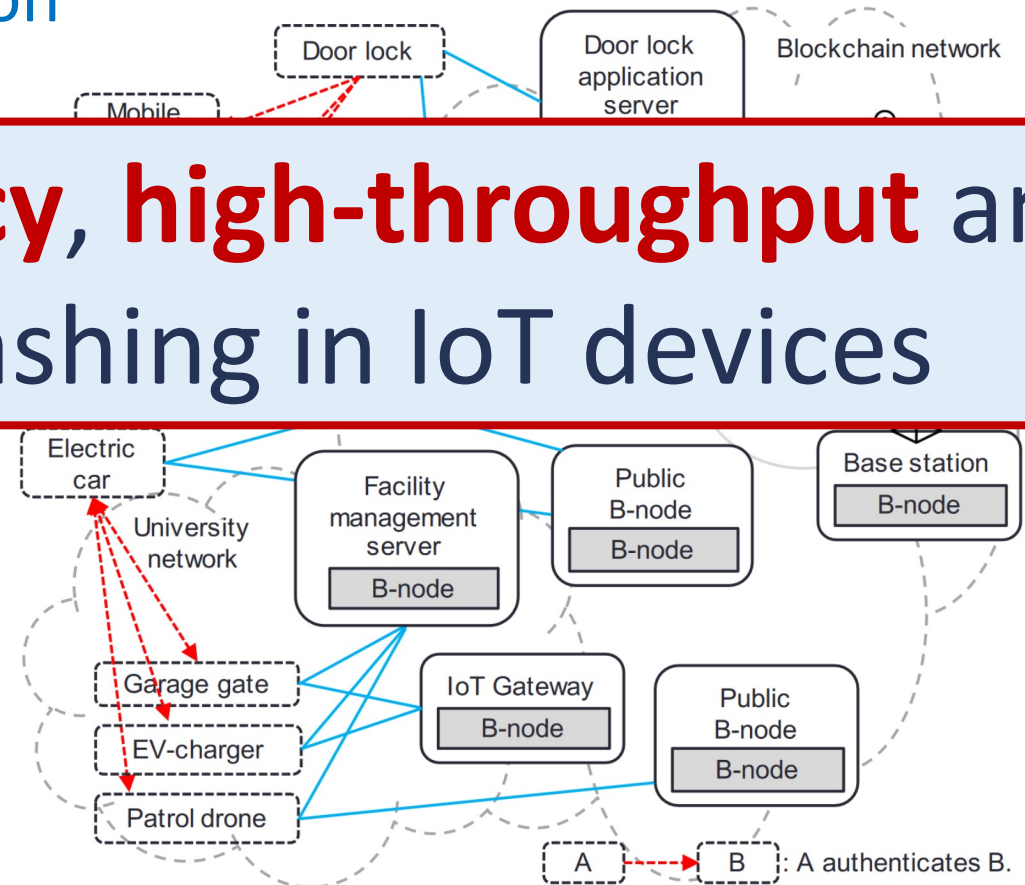 on
Door lock
Door lock
application
server
Blockchain network
Mobile
cy, high-throughput an
ashing in IoT devices
Electric
car
University
network
Facility
management
server
B-node
Public
B-node
B-node
Base station
B-node
Garage gate
EV-charger
Patrol drone
IoT Gateway
B-node
Public
B-node
B-node
A
B
: A authenticates B.